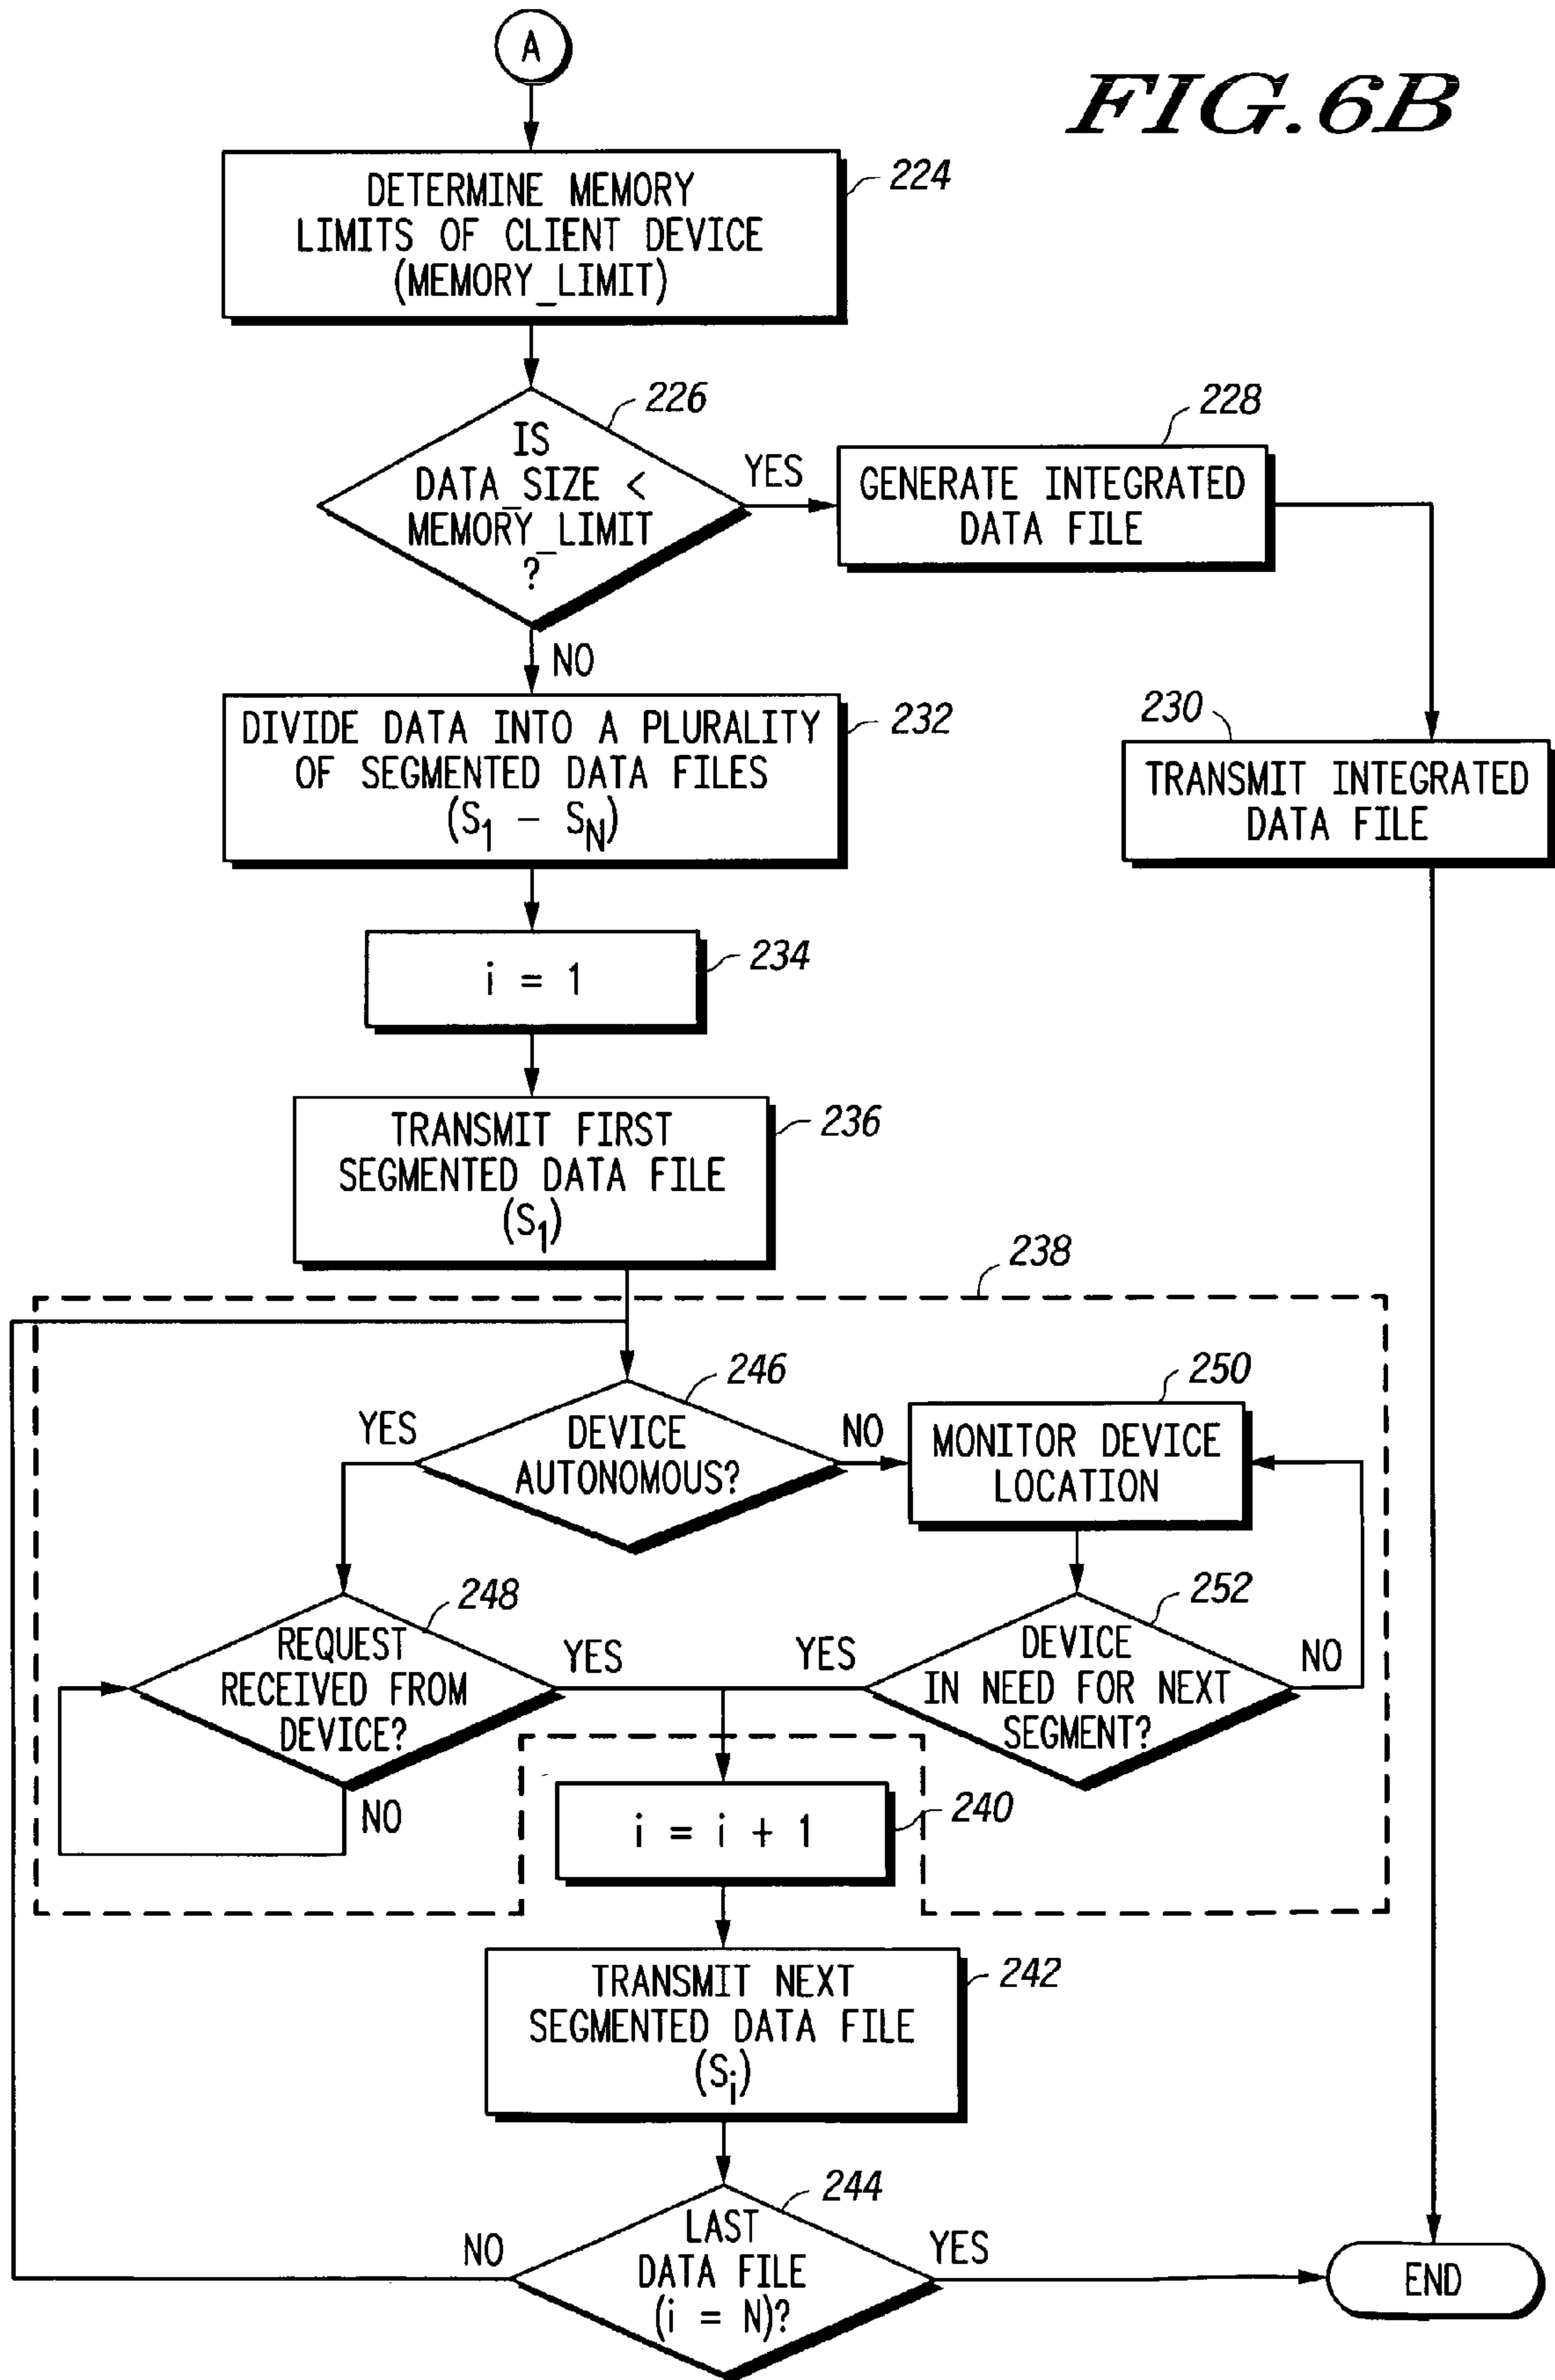 A
FIG.6B
DETERMINE MEMORY
LIMITS OF CLIENT DEVICE
(MEMORY_LIMIT)
224
IS
DATA_SIZE <
MEMORY_LIMIT
?
226
YES
GENERATE INTEGRATED
DATA FILE
228
NO
DIVIDE DATA INTO A PLURALITY
OF SEGMENTED DATA FILES
(S1 - SN)
232
230
TRANSMIT INTEGRATED
DATA FILE
i = 1
234
TRANSMIT FIRST
SEGMENTED DATA FILE
(S1)
236
238
DEVICE
AUTONOMOUS?
246
YES
NO
MONITOR DEVICE
LOCATION
250
REQUEST
RECEIVED FROM
DEVICE?
248
YES
NO
DEVICE
IN NEED FOR NEXT
SEGMENT?
252
YES
NO
i = i + 1
240
TRANSMIT NEXT
SEGMENTED DATA FILE
(Si)
242
LAST
DATA FILE
(i = N)?
244
NO
YES
END